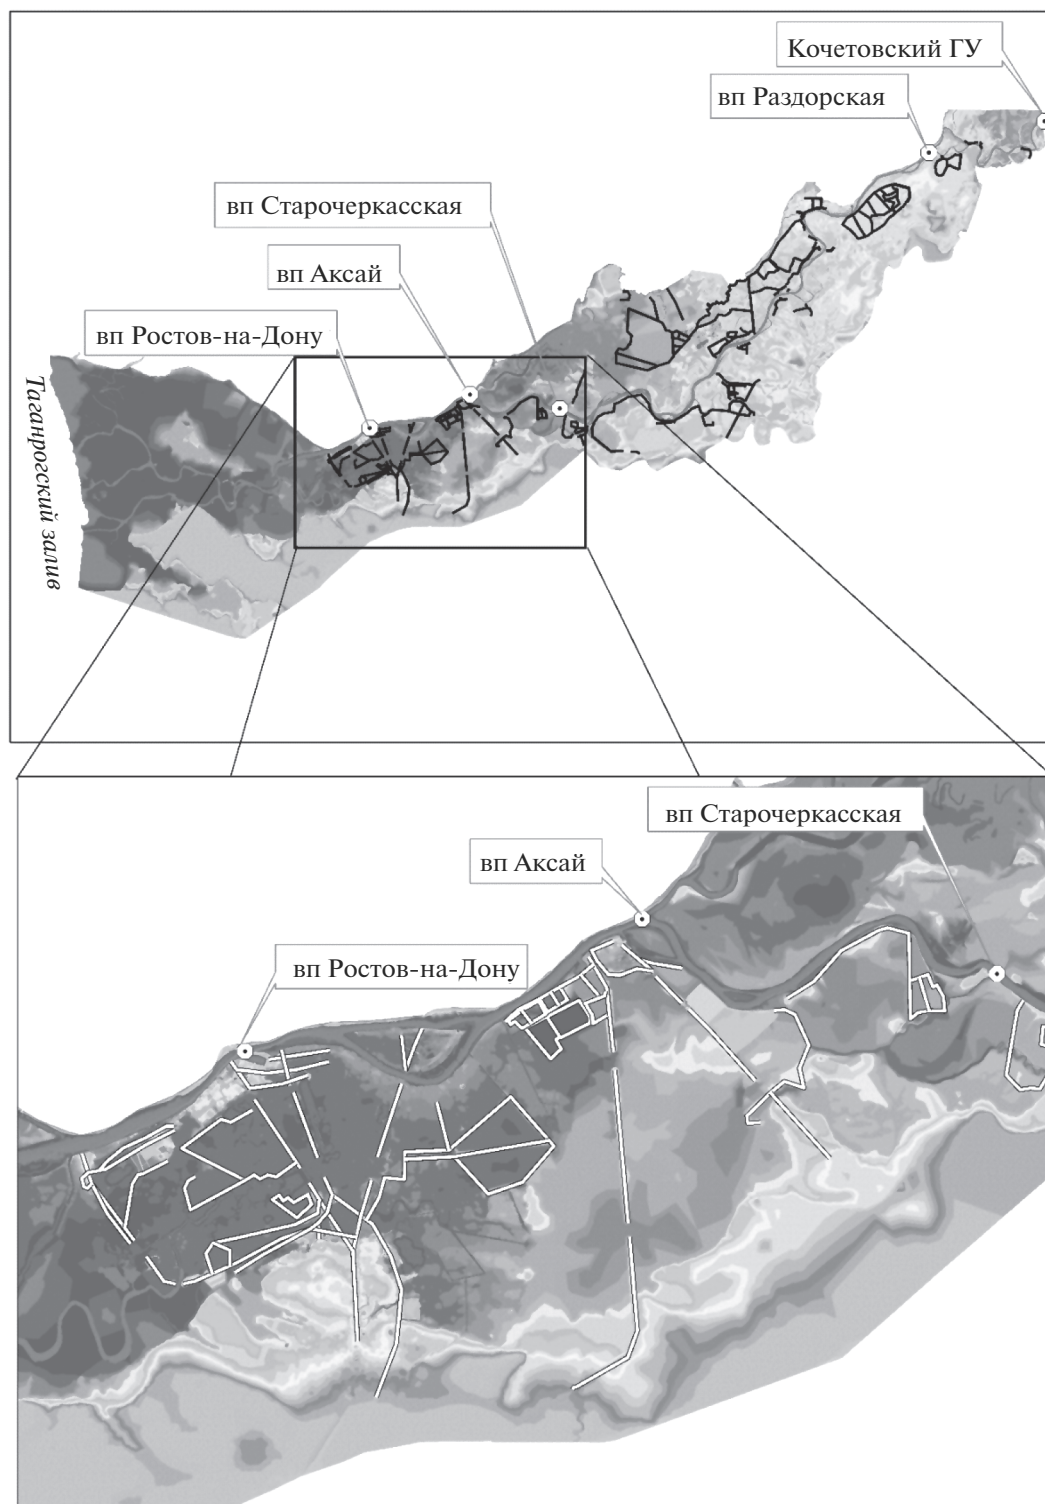 Кочетовский ГУ
вп Раздорская
вп Старочеркасская
вп Аксай
вп Ростов-на-Дону
Таганрогский залив
вп Старочеркасская
вп Аксай
вп Ростов-на-Дону